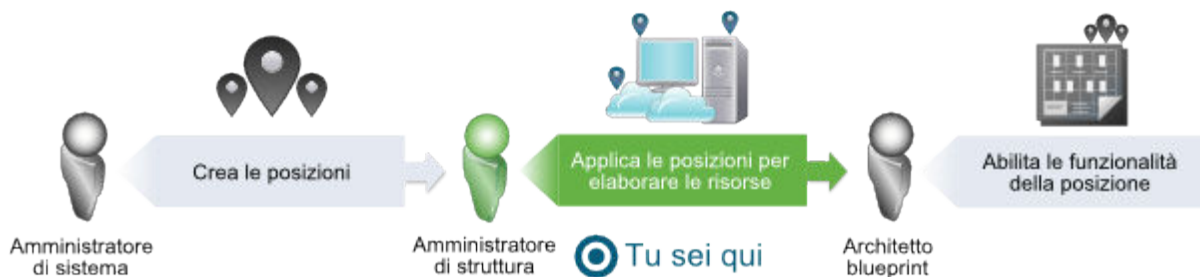 Crea le posizioni
Applica le posizioni per
elaborare le risorse
Abilita le funzionalità
della posizione
Amministratore
di sistema
Amministratore
di struttura
Tu sei qui
Architetto
blueprint